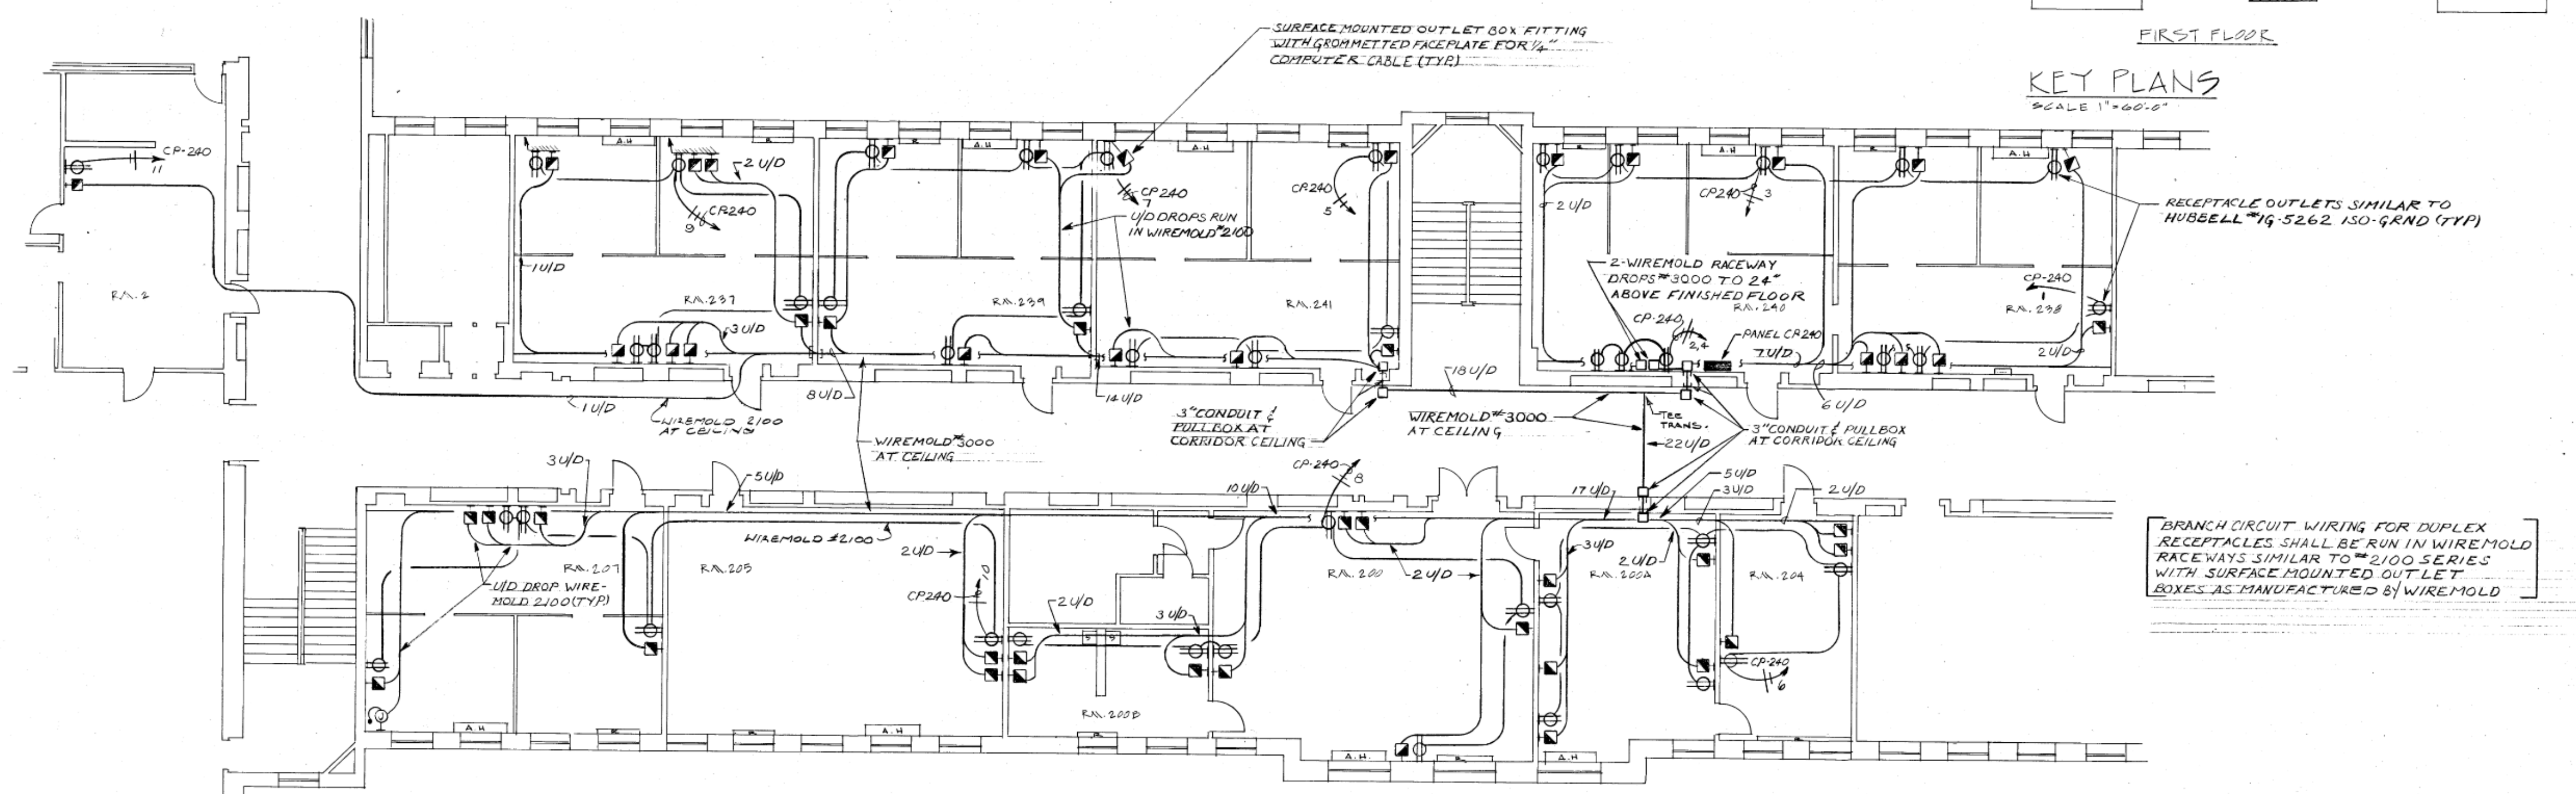 FIRST FLOOR
KEY PLANS
SCALE 1"=60'-0"
SURFACE MOUNTED OUTLET BOX FITTING
WITH GROMMETTED FACEPLATE FOR 1/4"
COMPUTER CABLE (TYP.)
CP-240
11
RM. 2
A.H
R
2 U/D
CP240
9
1 U/D
RM.237
3 U/D
A.H
CP240
7
U/D DROPS RUN
IN WIREMOLD #2100
RM.239
A.H
R
CP240
5
RM.241
2 U/D
A.H
CP240
3
2-WIREMOLD RACEWAY
DROPS #3000 TO 24"
ABOVE FINISHED FLOOR
RM.240
CP-240
2,4
PANEL CP240
7 U/D
R
A.H
CP-240
1
RM.238
2 U/D
RECEPTACLE OUTLETS SIMILAR TO
HUBBELL #IG-5262 ISO-GRND (TYP)
1 U/D
WIREMOLD 2100
AT CEILING
8 U/D
14 U/D
18 U/D
6 U/D
WIREMOLD #3000
AT CEILING
3" CONDUIT &
PULLBOX AT
CORRIDOR CEILING
WIREMOLD #3000
AT CEILING
TEE
TRANS.
22 U/D
3" CONDUIT & PULLBOX
AT CORRIDOR CEILING
3 U/D
5 U/D
10 U/D
CP-240
8
17 U/D
5 U/D
3 U/D
2 U/D
WIREMOLD #2100
2 U/D
CP240
10
RM.207
RM.205
U/D DROP WIRE-
MOLD 2100 (TYP.)
2 U/D
3 U/D
S S
RM.200B
RM.200
2 U/D
3 U/D
2 U/D
RM.200A
RM.204
CP-240
6
J
A.H
R
R
A.H
R
A.H.
R
A.H
BRANCH CIRCUIT WIRING FOR DUPLEX
RECEPTACLES SHALL BE RUN IN WIREMOLD
RACEWAYS SIMILAR TO #2100 SERIES
WITH SURFACE MOUNTED OUTLET
BOXES AS MANUFACTURED BY WIREMOLD